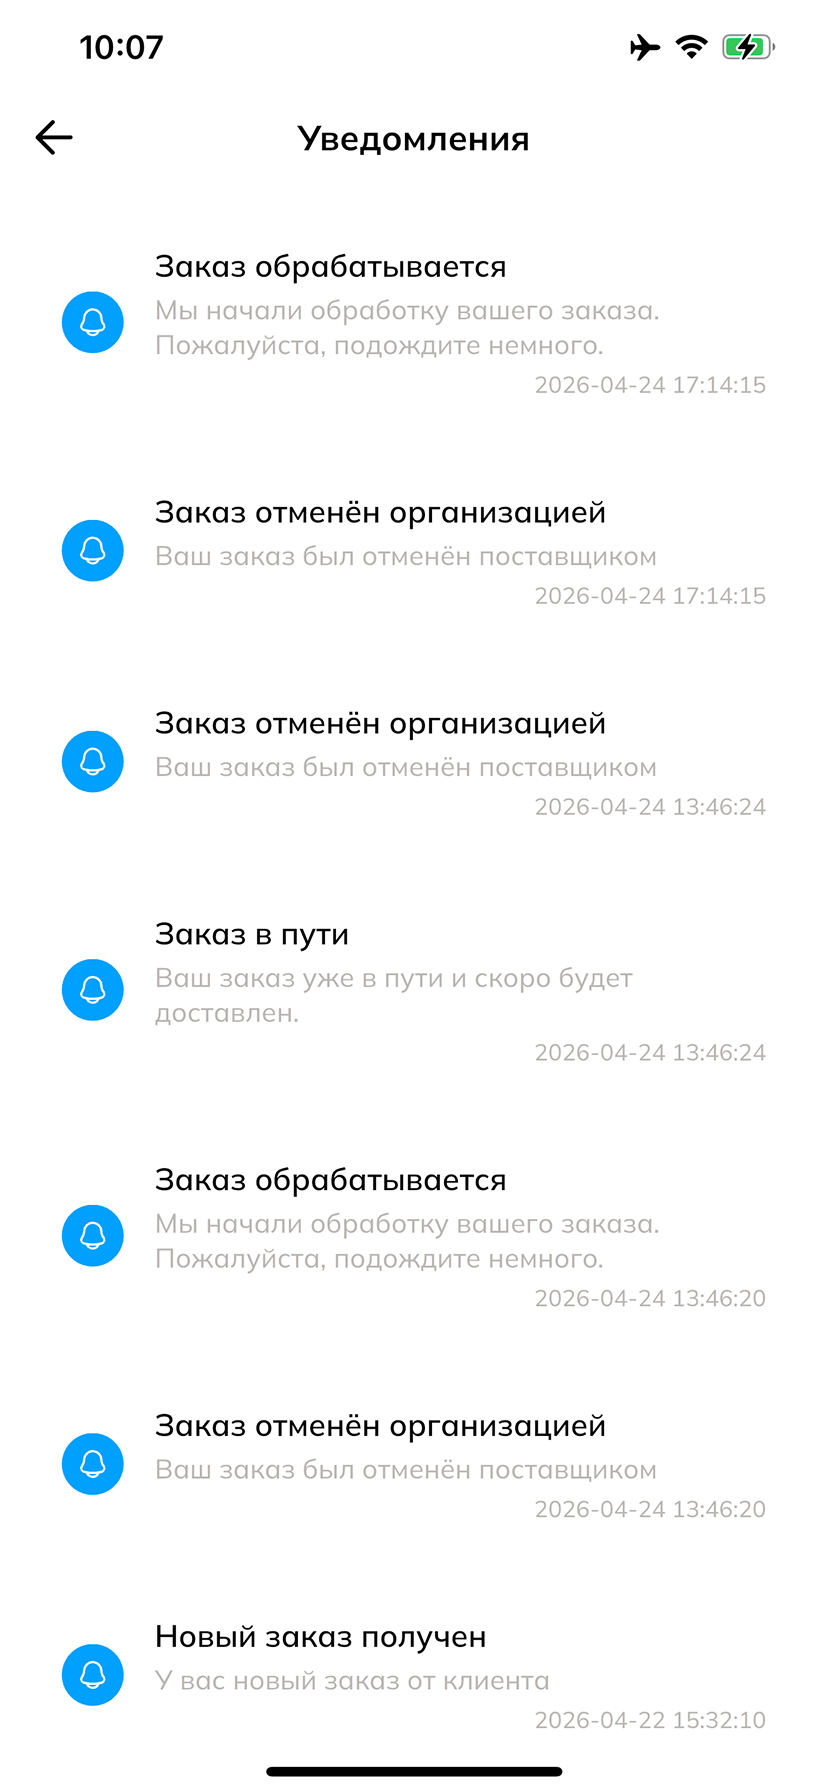 10:07
Уведомления
Заказ обрабатывается
Мы начали обработку вашего заказа.
Пожалуйста, подождите немного.
2026-04-24 17:14:15
Заказ отменён организацией
Ваш заказ был отменён поставщиком
2026-04-24 17:14:15
Заказ отменён организацией
Ваш заказ был отменён поставщиком
2026-04-24 13:46:24
Заказ в пути
Ваш заказ уже в пути и скоро будет
доставлен.
2026-04-24 13:46:24
Заказ обрабатывается
Мы начали обработку вашего заказа.
Пожалуйста, подождите немного.
2026-04-24 13:46:20
Заказ отменён организацией
Ваш заказ был отменён поставщиком
2026-04-24 13:46:20
Новый заказ получен
У вас новый заказ от клиента
2026-04-22 15:32:10